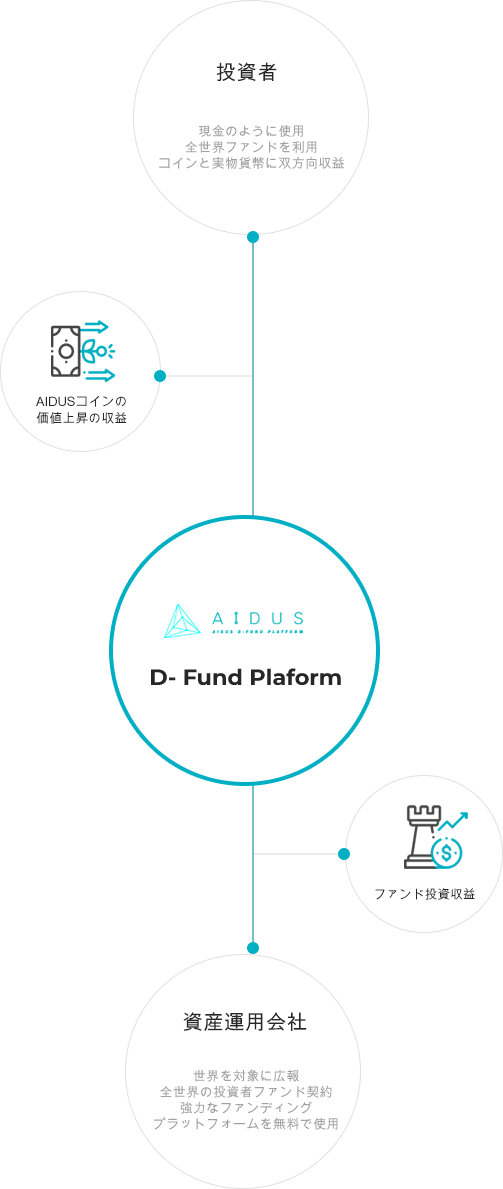 投資者
現金のように使用
全世界ファンドを利用
コインと実物貨幣に双方向収益
AIDUSコインの
価値上昇の収益
AIDUS
AIDUS D-FUND PLATFORM
D- Fund Plaform
ファンド投資収益
資産運用会社
世界を対象に広報
全世界の投資者ファンド契約
強力なファンディング
プラットフォームを無料で使用